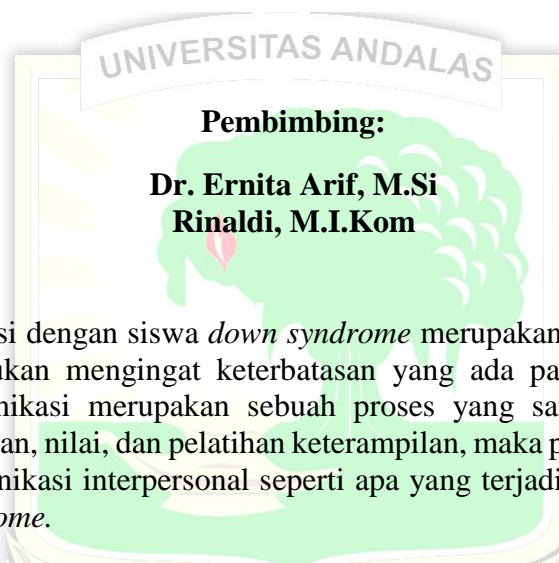 UNIVERSITAS ANDALAS
Pembimbing:
Dr. Ernita Arif, M.Si
Rinaldi, M.I.Kom
si dengan siswa down syndrome merupakan
ukan mengingat keterbatasan yang ada pa
nikasi merupakan sebuah proses yang sa
an, nilai, dan pelatihan keterampilan, maka p
nikasi interpersonal seperti apa yang terjadi
ome.